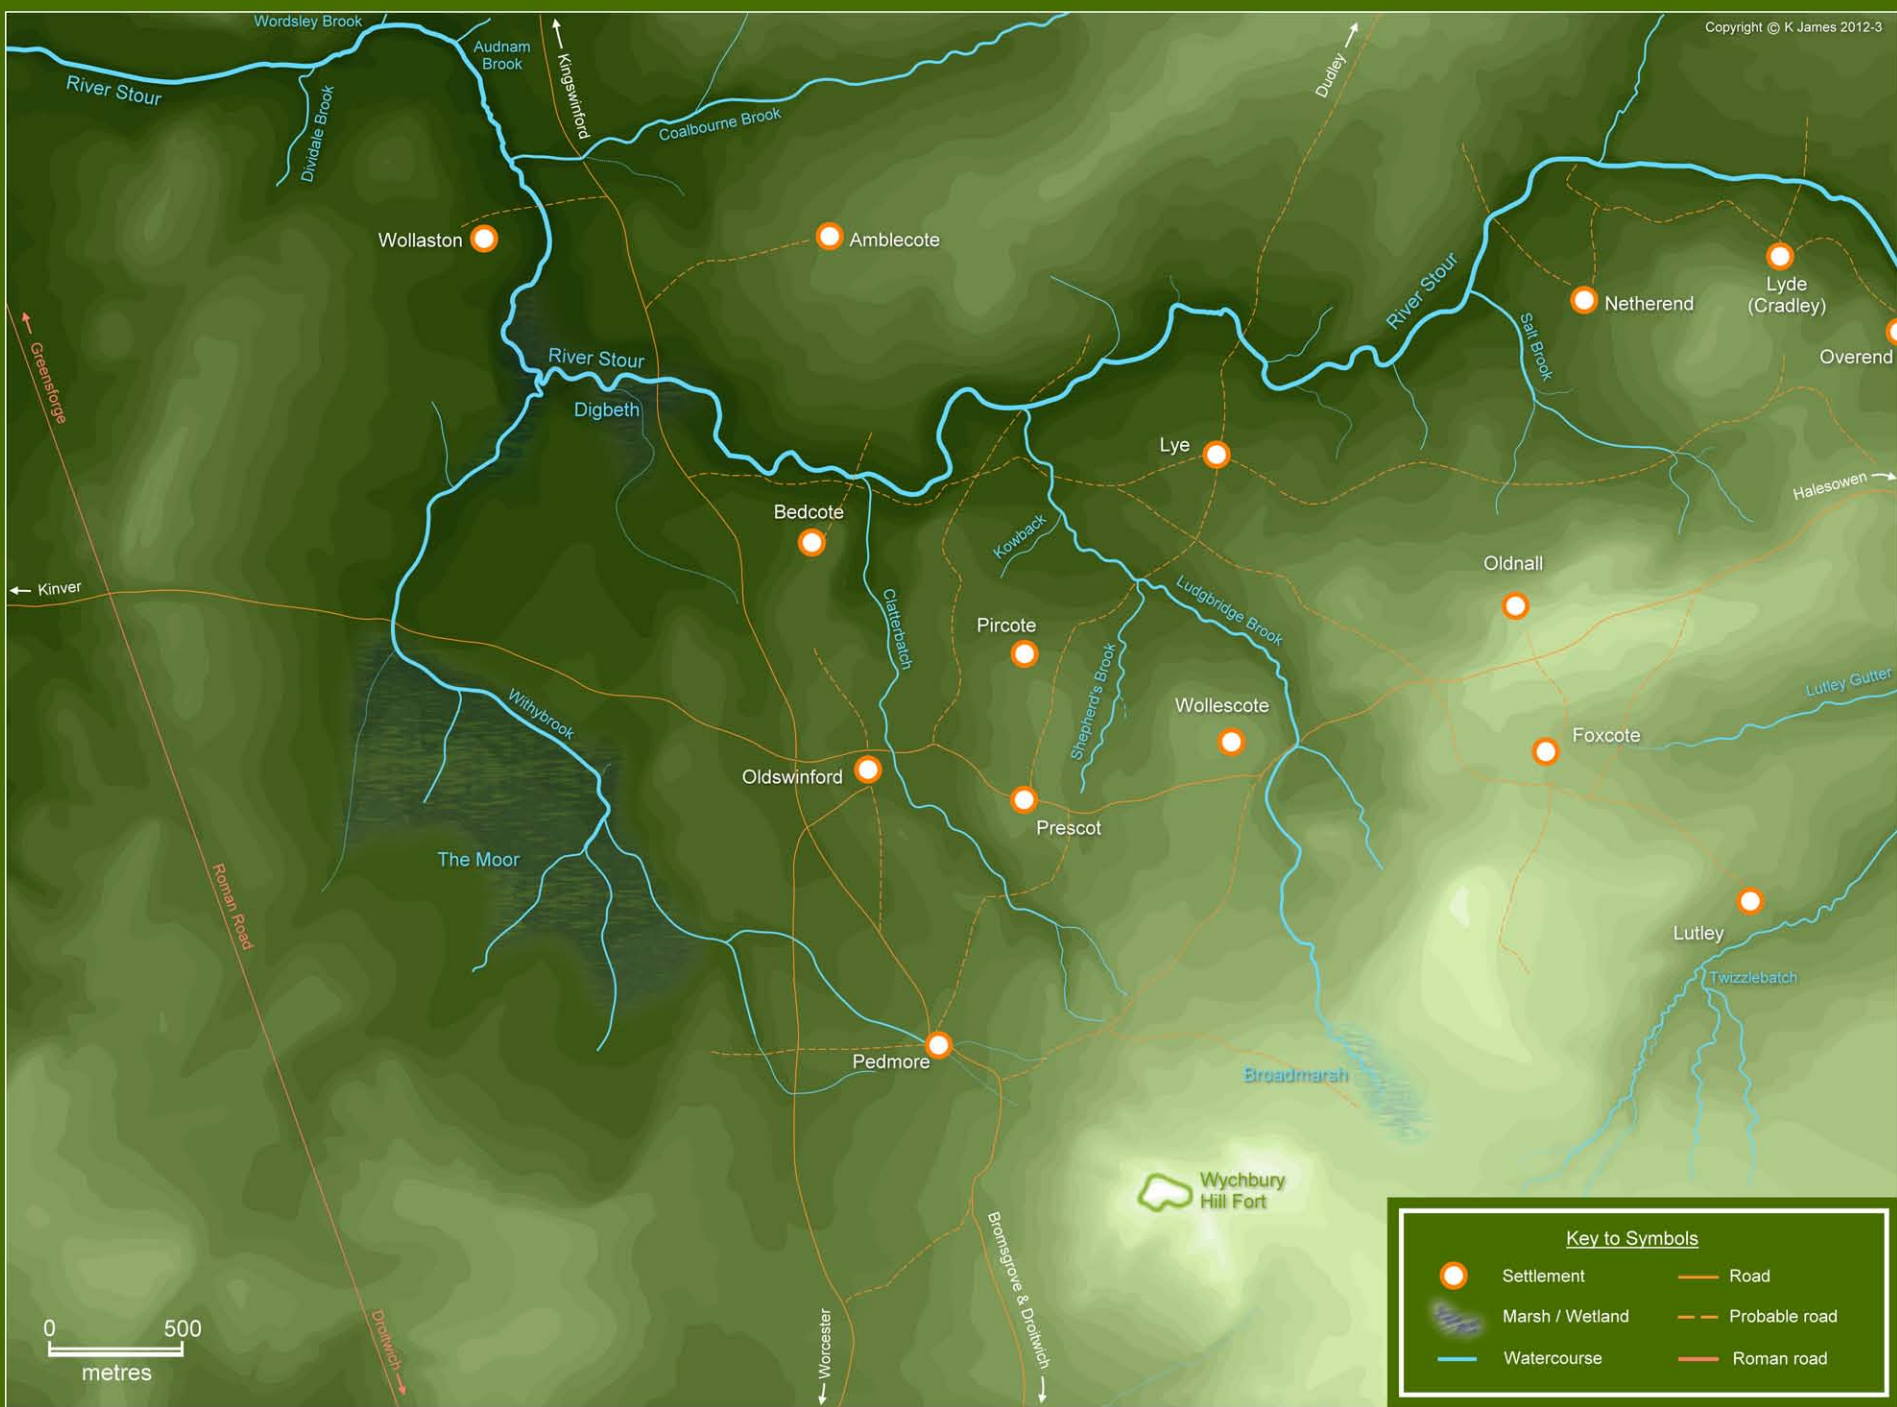 Wordsley Brook
Audnam
Brook
Copyright © K James 2012-3
River Stour
Dividale Brook
Kingswinford
Coalbourne Brook
Dudley
Wollaston
Amblecote
River Stour
Netherend
Lyde
(Cradley)
Overend
Salt Brook
Greensforge
River Stour
Digbeth
Lye
Halesowen
Bedcote
Kowback
Oldnall
Kinver
Clatterbatch
Ludgbridge Brook
Pircote
Shepherd's Brook
Wollescote
Lutley Gutter
Withybrook
Foxcote
Oldswinford
Prescot
The Moor
Roman Road
Lutley
Twizzlebatch
Pedmore
Broadmarsh
Wychbury
Hill Fort
Bromsgrove & Droitwich
Worcester
Droitwich
0 500
metres
Key to Symbols
Settlement
Road
Marsh / Wetland
Probable road
Watercourse
Roman road